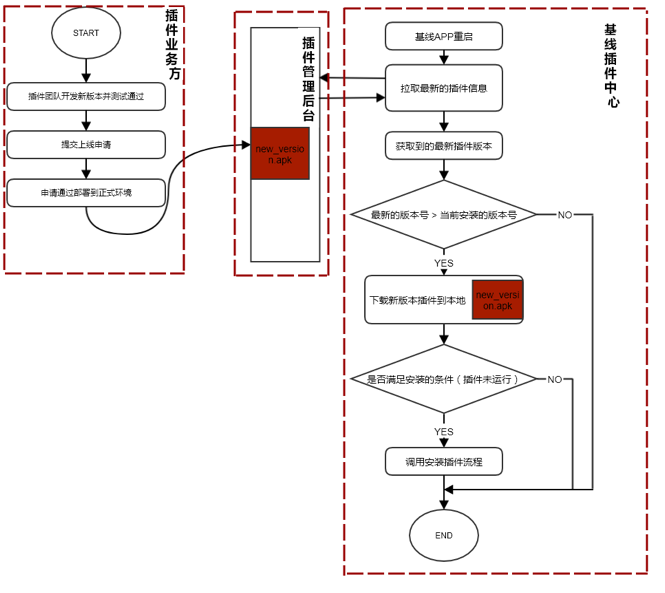 插件业务方
START
插件团队开发新版本并测试通过
提交上线申请
申请通过部署到正式环境
插件管理后台
new_versio
n.apk
基线插件中心
基线APP重启
拉取最新的插件信息
获取到的最新插件版本
最新的版本号 > 当前安装的版本号
NO
YES
下载新版本插件到本地
new_versi
on.apk
是否满足安装的条件（插件未运行）
NO
YES
调用安装插件流程
END